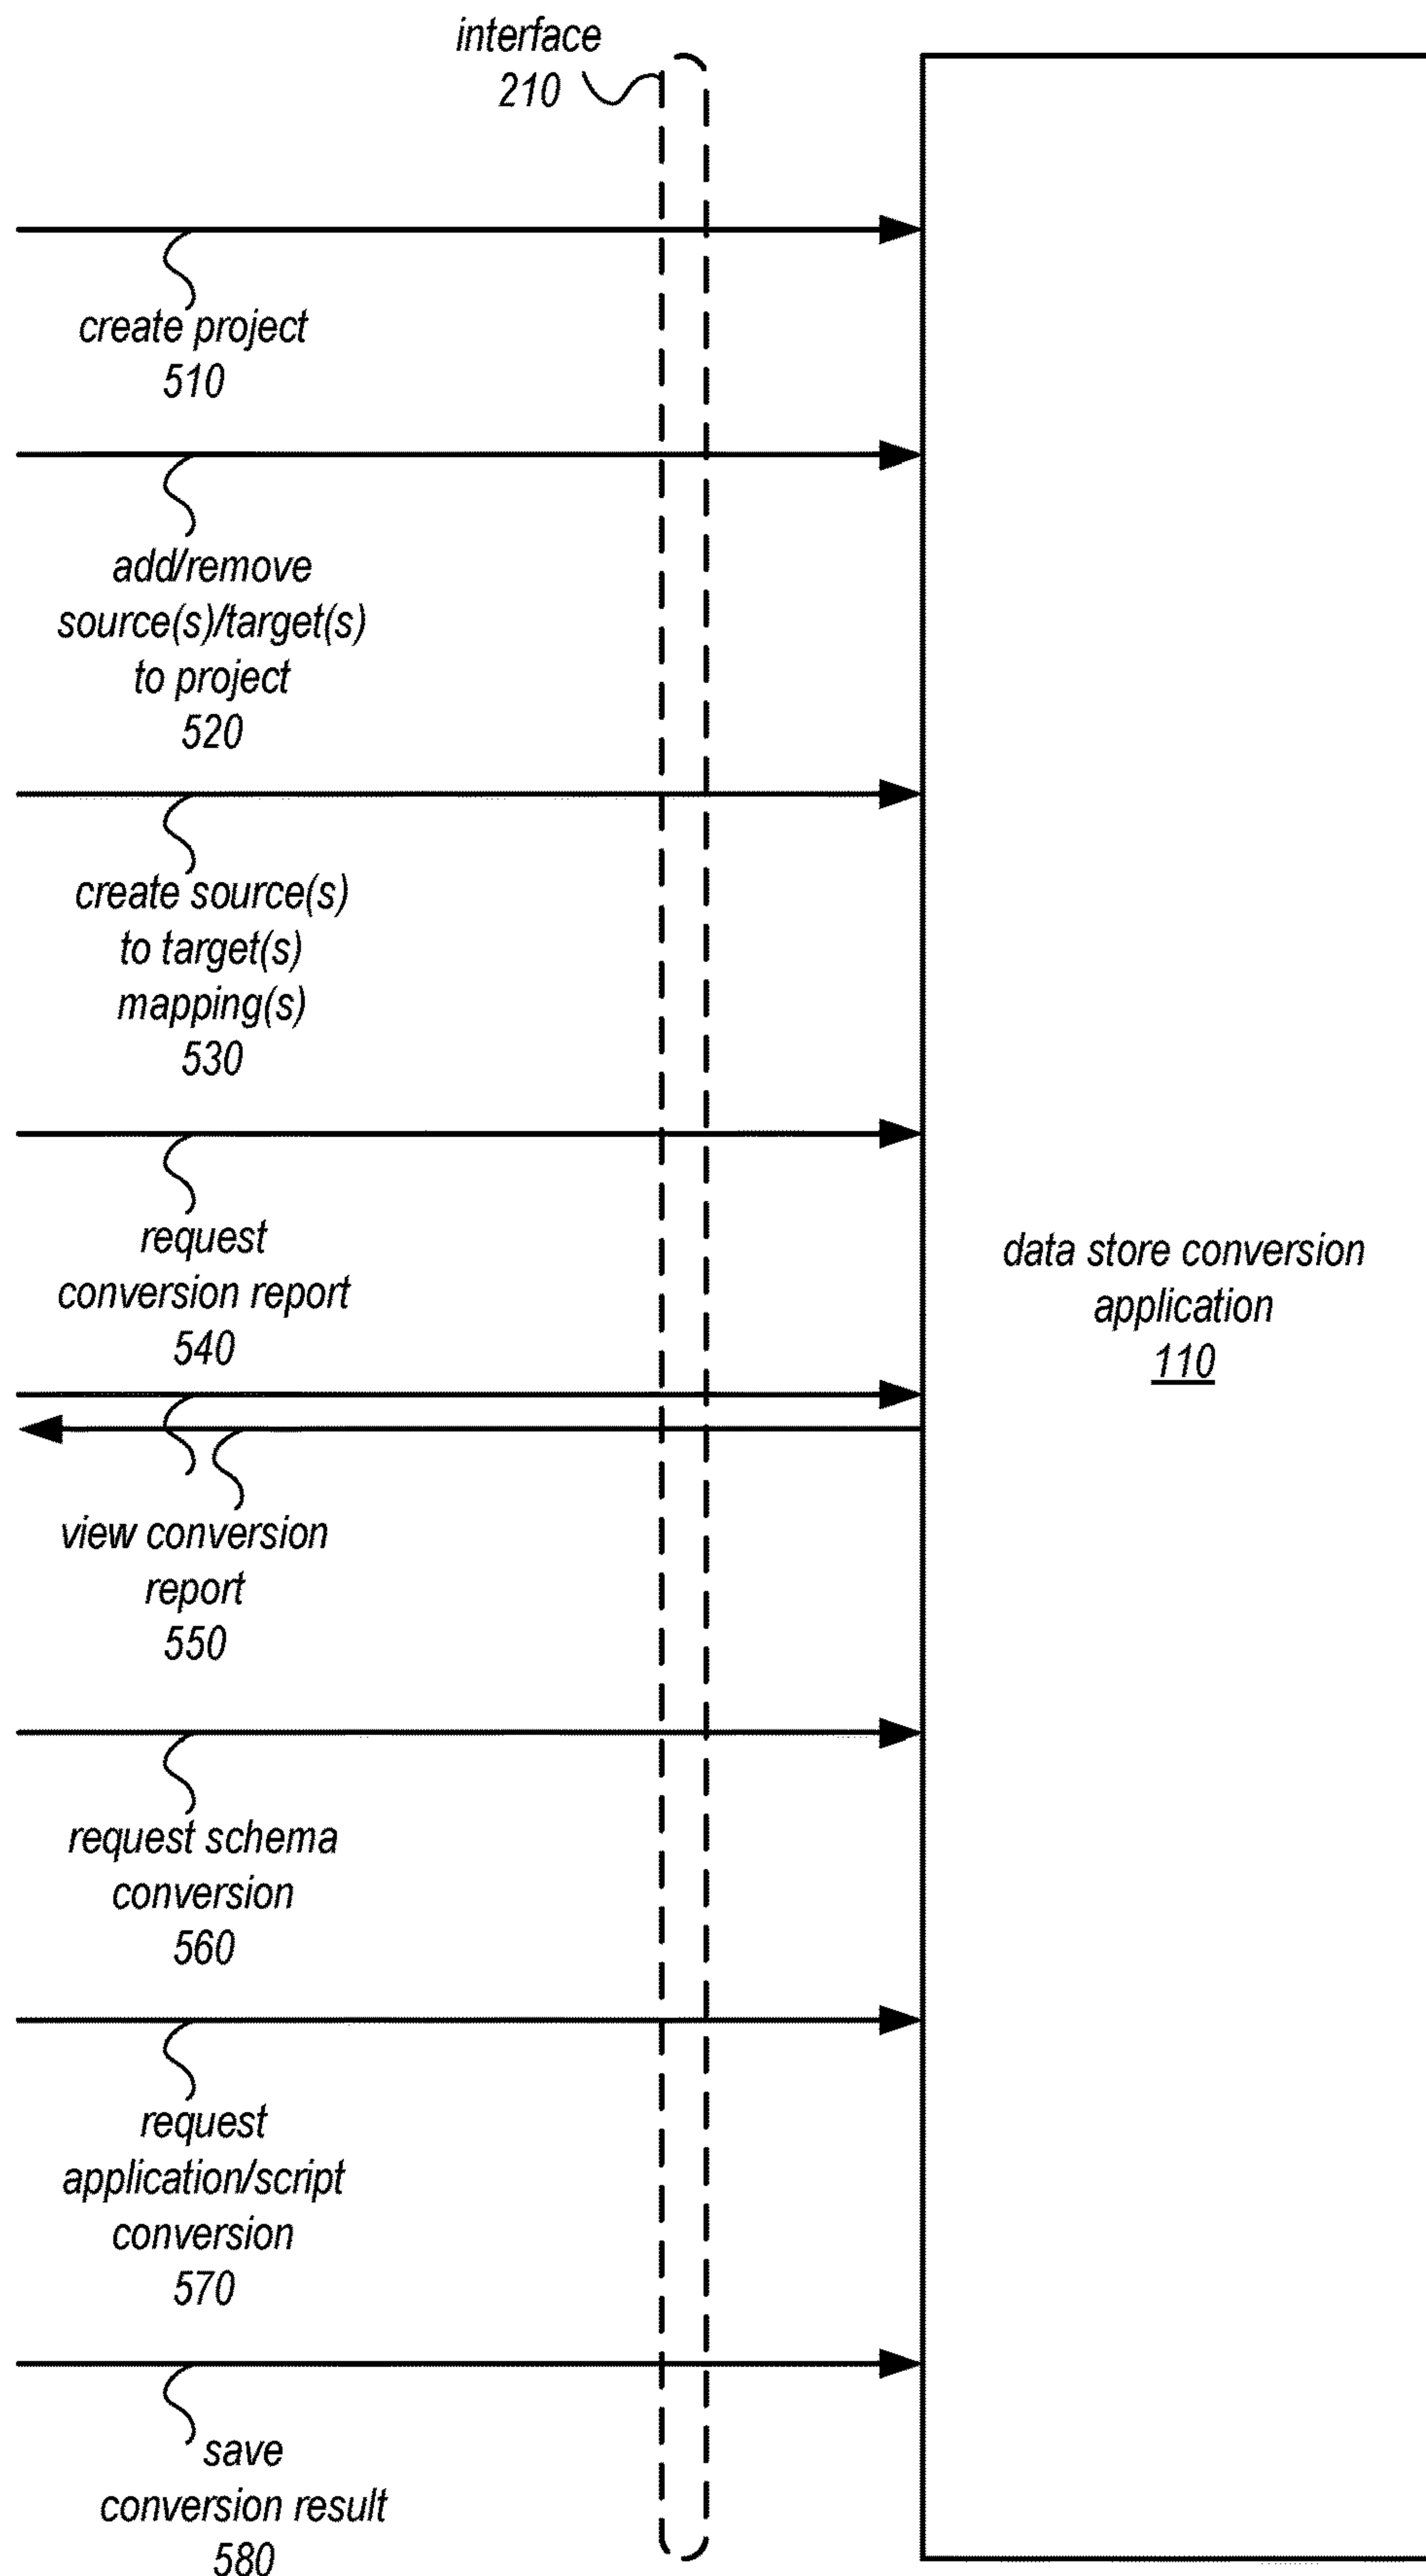 interface
210
create project
510
add/remove
source(s)/target(s)
to project
520
create source(s)
to target(s)
mapping(s)
530
request
conversion report
540
data store conversion
application
110
view conversion
report
550
request schema
conversion
560
request
application/script
conversion
570
save
conversion result
580